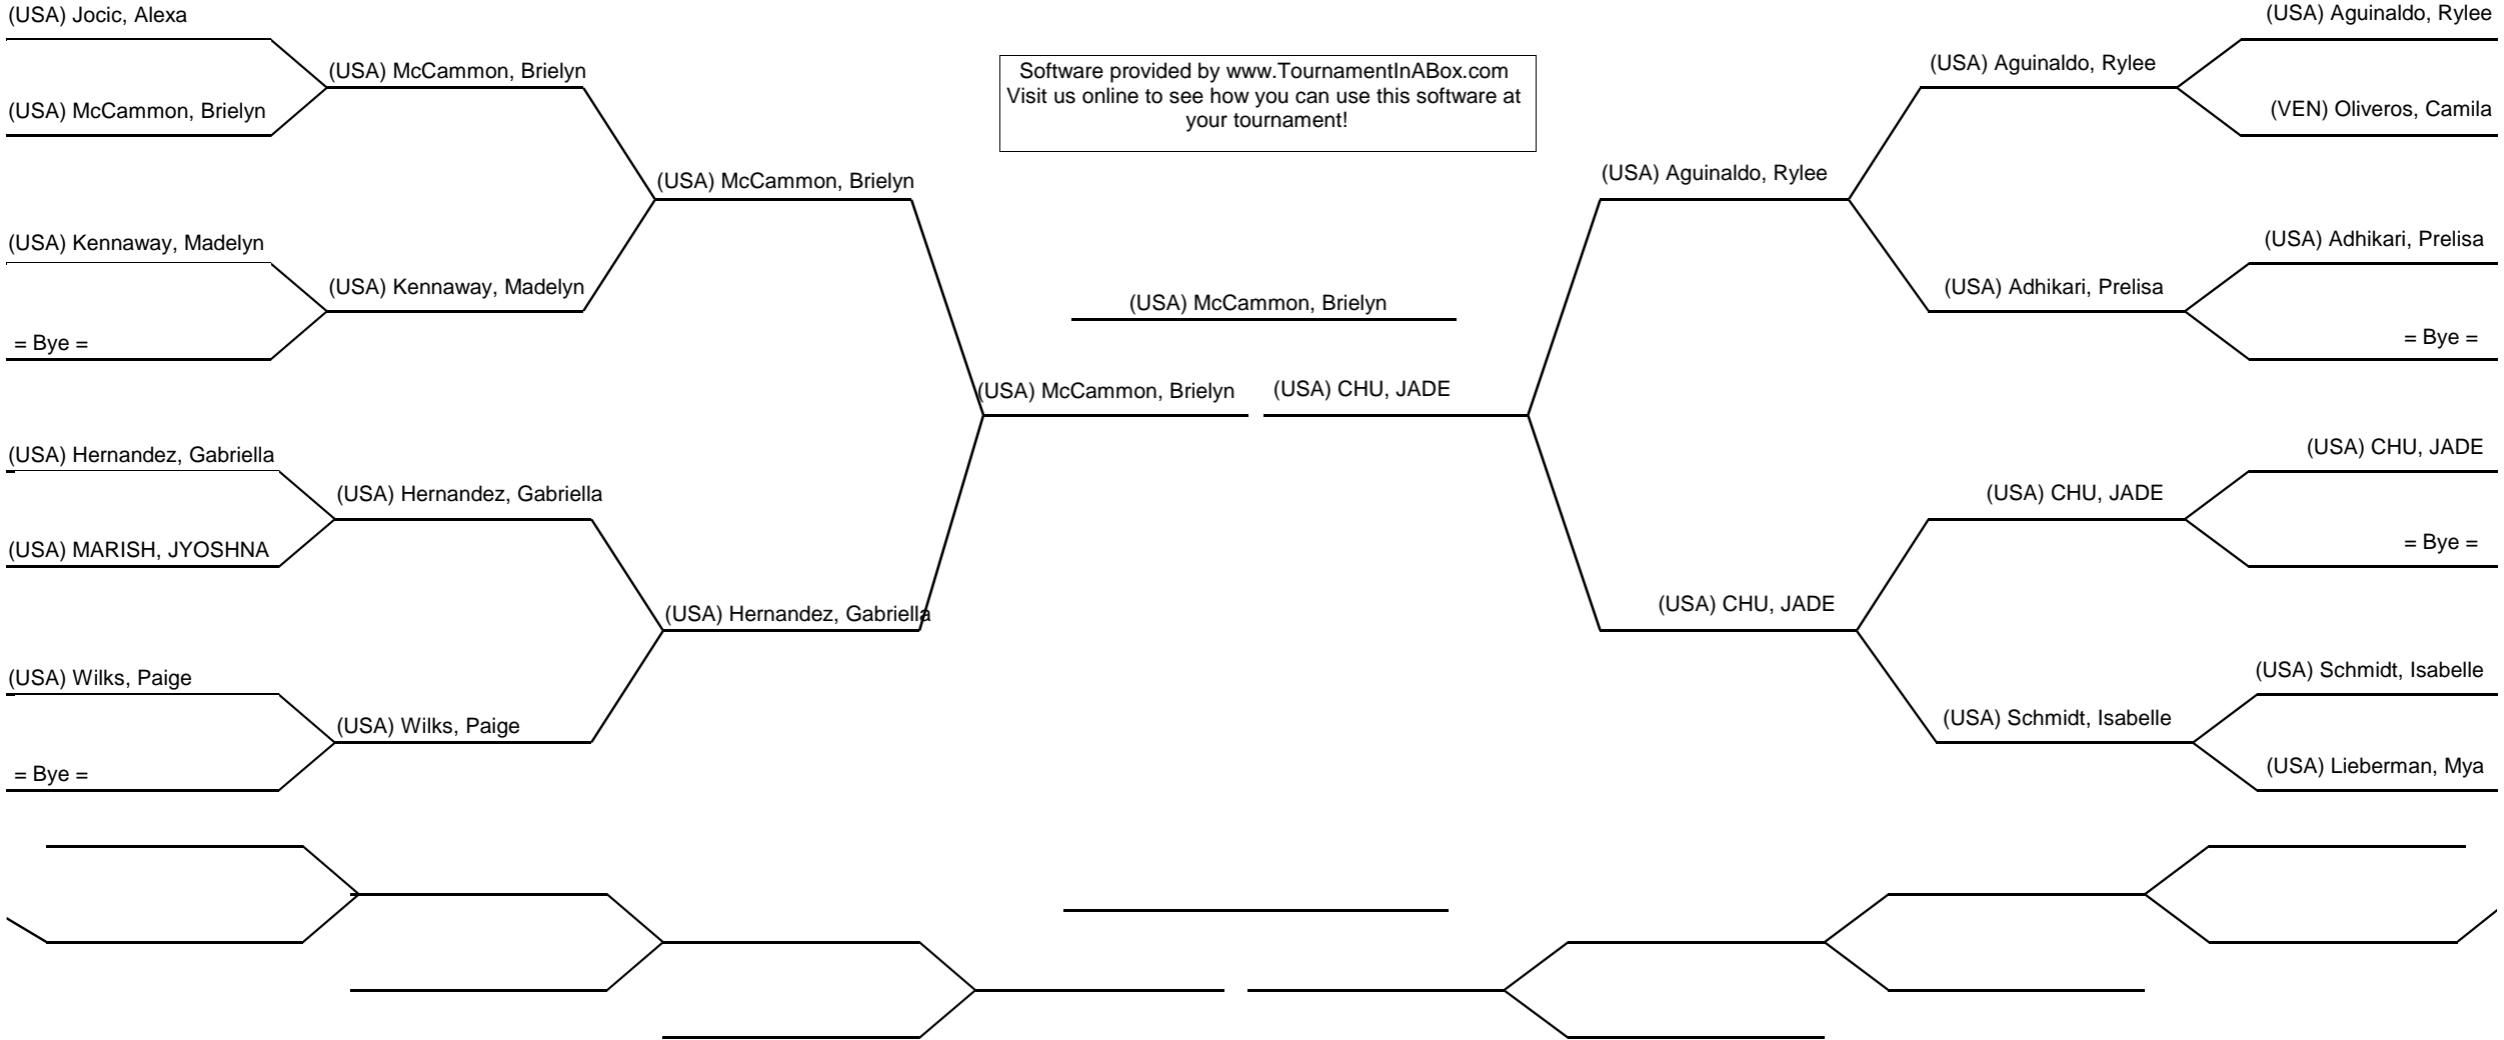 (USA) Jocic, Alexa
(USA) McCammon, Brielyn
(USA) McCammon, Brielyn
(USA) McCammon, Brielyn
(USA) Kennaway, Madelyn
(USA) Kennaway, Madelyn
= Bye =
(USA) McCammon, Brielyn
(USA) Hernandez, Gabriella
(USA) Hernandez, Gabriella
(USA) MARISH, JYOSHNA
(USA) Hernandez, Gabriella
(USA) Wilks, Paige
(USA) Wilks, Paige
= Bye =
Software provided by www.TournamentInABox.com
Visit us online to see how you can use this software at
your tournament!
(USA) McCammon, Brielyn
(USA) CHU, JADE
(USA) Aguinaldo, Rylee
(USA) Aguinaldo, Rylee
(VEN) Oliveros, Camila
(USA) Aguinaldo, Rylee
(USA) Adhikari, Prelisa
(USA) Adhikari, Prelisa
= Bye =
(USA) CHU, JADE
(USA) CHU, JADE
= Bye =
(USA) CHU, JADE
(USA) Schmidt, Isabelle
(USA) Schmidt, Isabelle
(USA) Lieberman, Mya